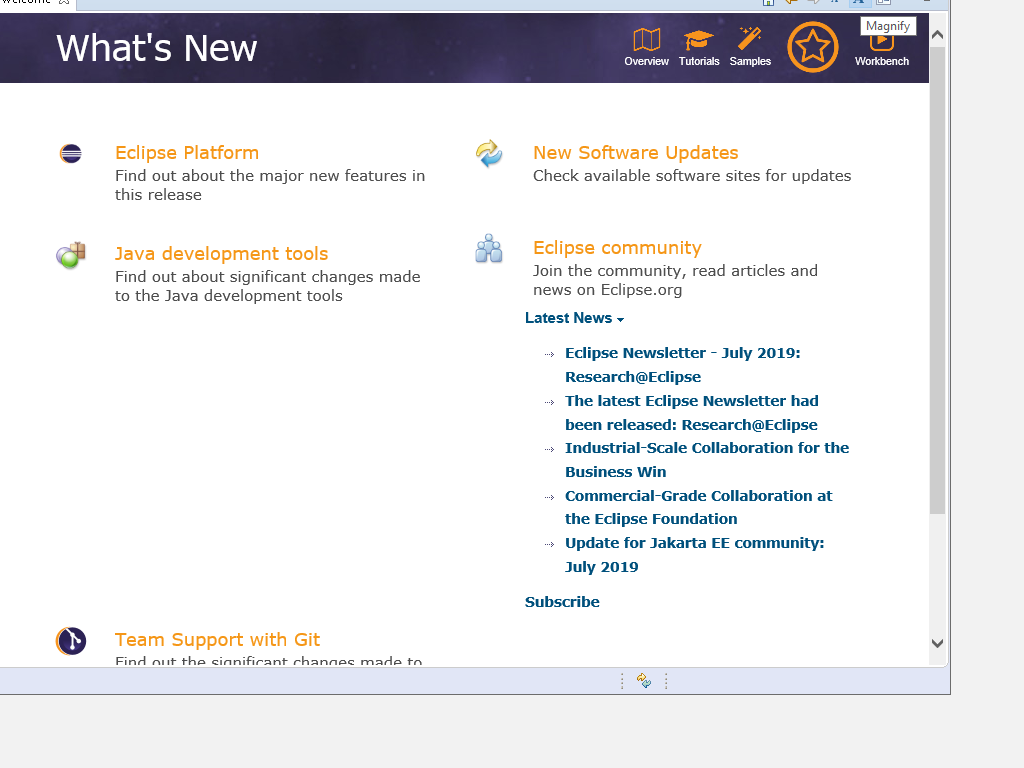 Welcome
Magnify
What's New
Overview
Tutorials
Samples
Workbench
Eclipse Platform
Find out about the major new features in
this release
Java development tools
Find out about significant changes made
to the Java development tools
Team Support with Git
Find out the significant changes made to
New Software Updates
Check available software sites for updates
Eclipse community
Join the community, read articles and
news on Eclipse.org
Latest News
Eclipse Newsletter - July 2019:
Research@Eclipse
The latest Eclipse Newsletter had
been released: Research@Eclipse
Industrial-Scale Collaboration for the
Business Win
Commercial-Grade Collaboration at
the Eclipse Foundation
Update for Jakarta EE community:
July 2019
Subscribe